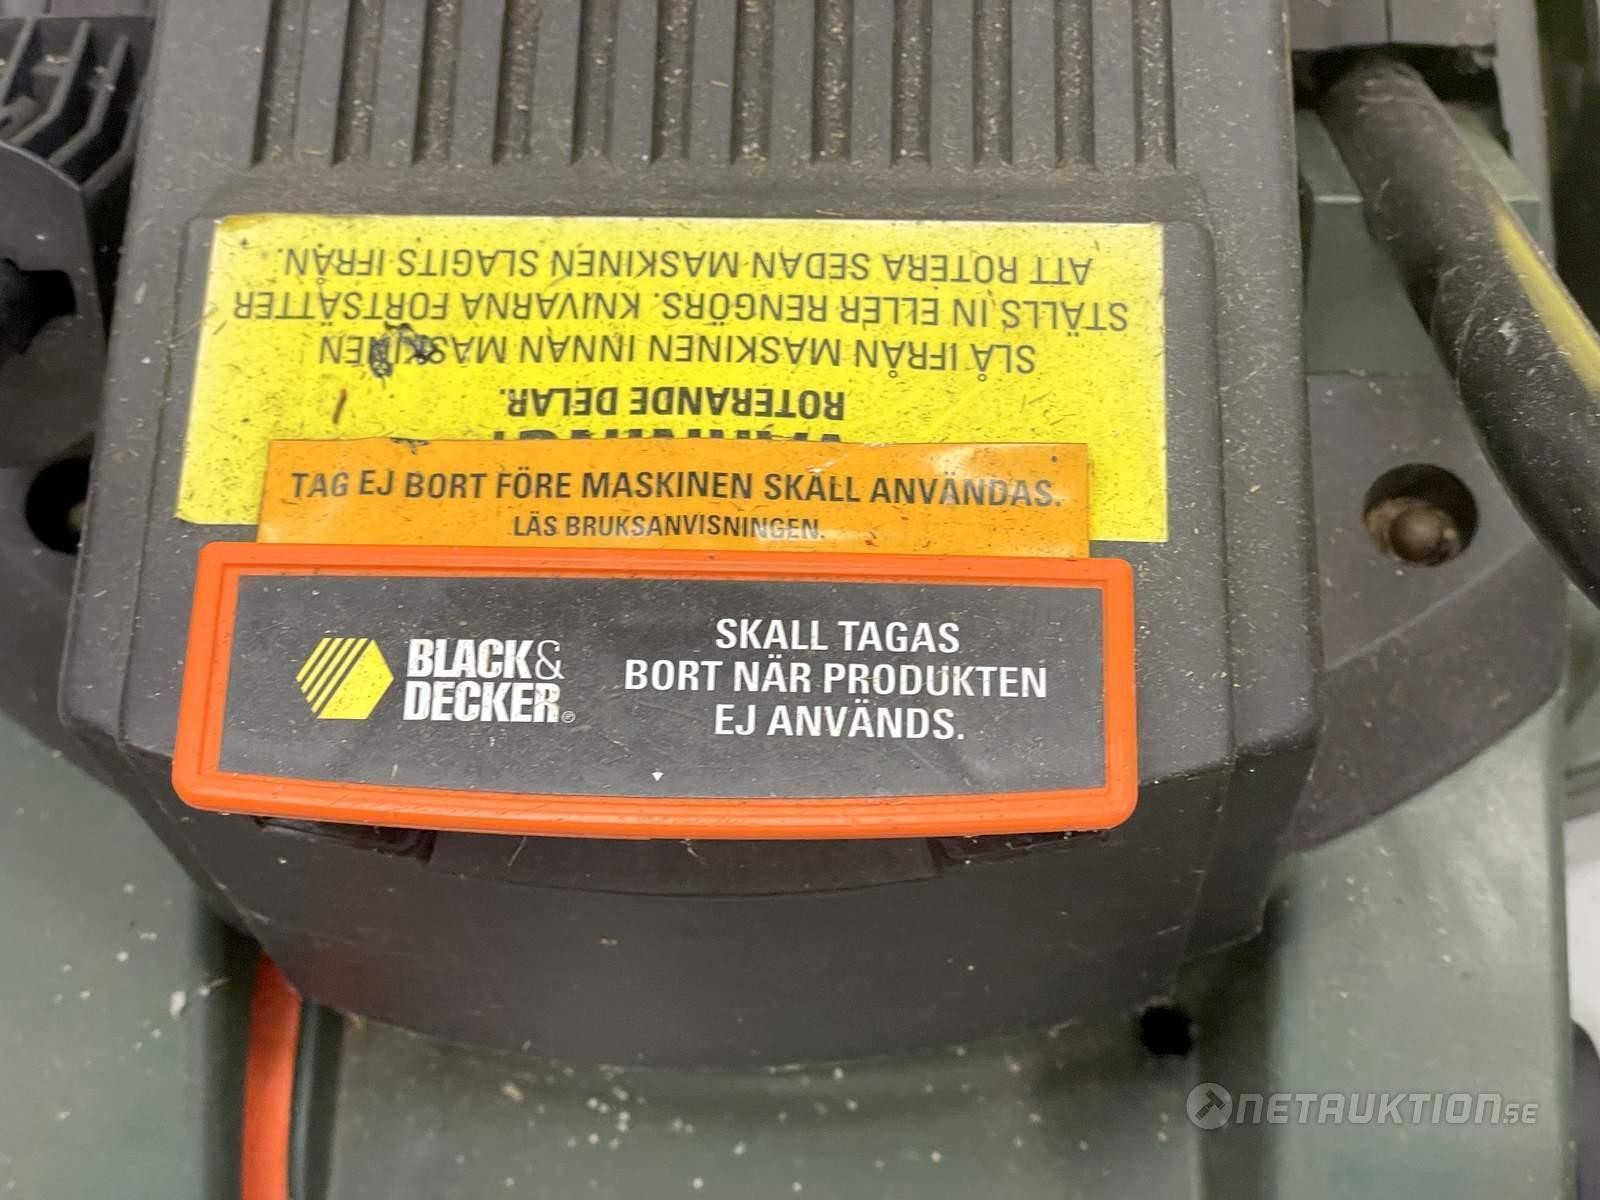 ROTERANDE DELAR.
SLÅ IFRÅN MASKINEN INNAN MASKINEN
STÄLLS IN ELLER RENGÖRS. KNIVARNA FORTSÄTTER
ATT ROTERA SEDAN MASKINEN SLAGITS IFRÅN.
TAG EJ BORT FÖRE MASKINEN SKALL ANVÄNDAS.
LÄS BRUKSANVISNINGEN.
BLACK&
DECKER®
SKALL TAGAS
BORT NÄR PRODUKTEN
EJ ANVÄNDS.
NETAUKTION.SE